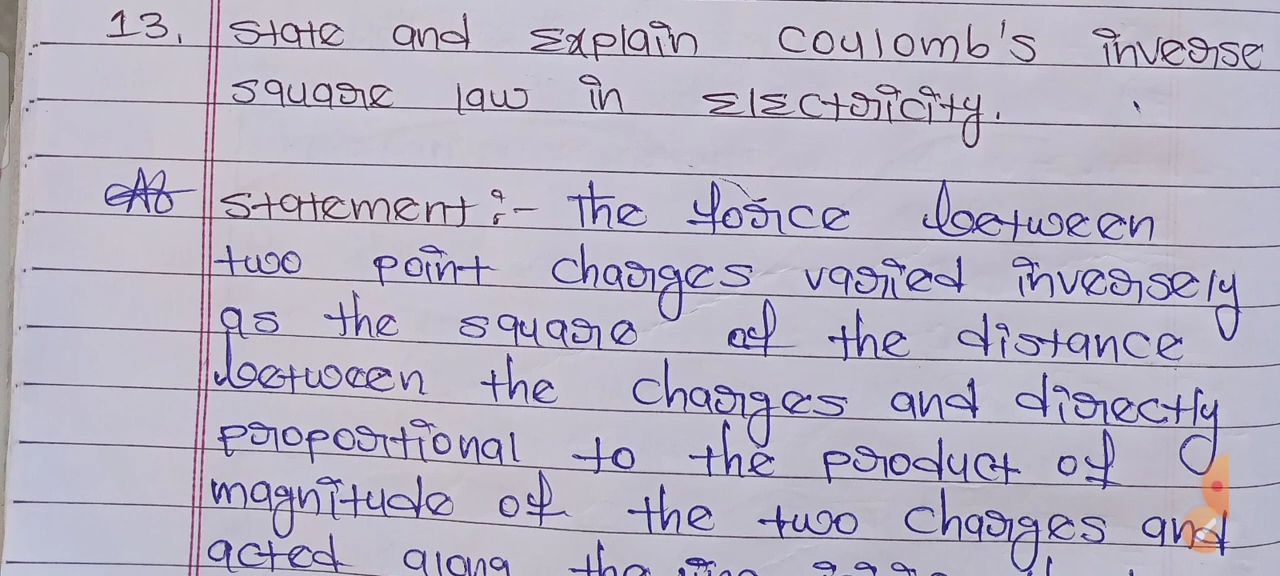 13. State and Explain Coulomb's inverse
square law in Electricity.
Statement :- The force between
two point charges varied inversely
as the square of the distance
between the charges and directly
proportional to the product of
magnitude of the two charges and
acted along the